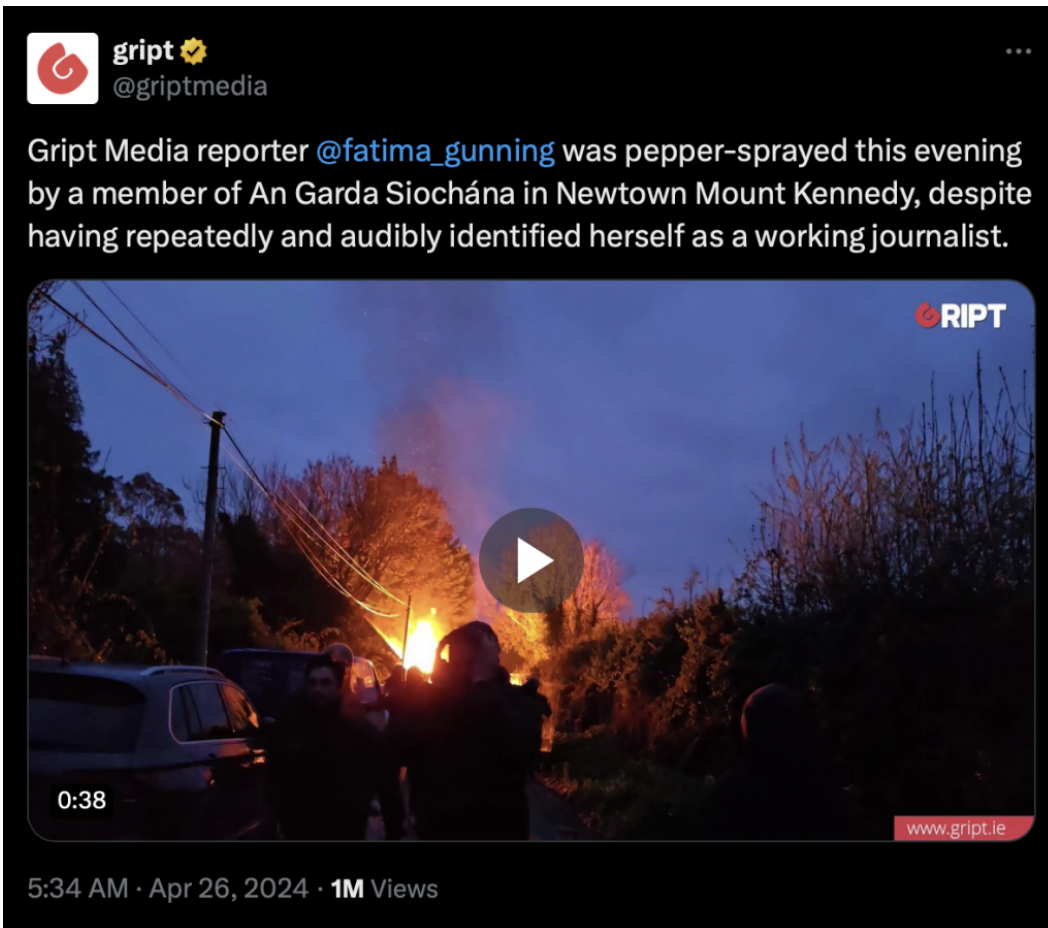 gript
@griptmedia
Gript Media reporter @fatima_gunning was pepper-sprayed this evening
by a member of An Garda Siochána in Newtown Mount Kennedy, despite
having repeatedly and audibly identified herself as a working journalist.
GRIPT
0:38
www.gript.ie
5:34 AM · Apr 26, 2024 · 1M Views